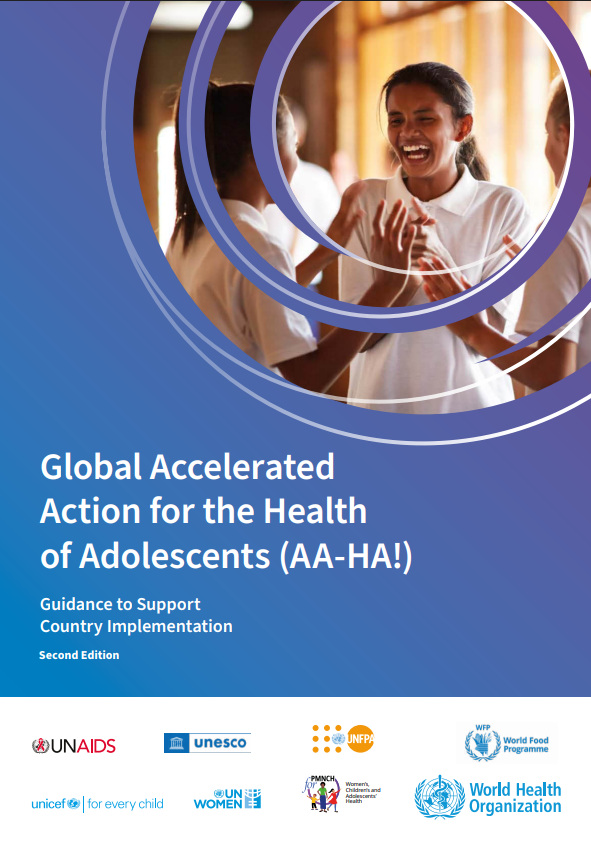 Global Accelerated
Action for the Health
of Adolescents (AA-HA!)
Guidance to Support
Country Implementation
Second Edition
UNAIDS
unesco
UNFPA
WFP
World Food
Programme
unicef for every child
UN
WOMEN
PMNCH
for
Women's,
Children's and
Adolescents'
Health
World Health
Organization